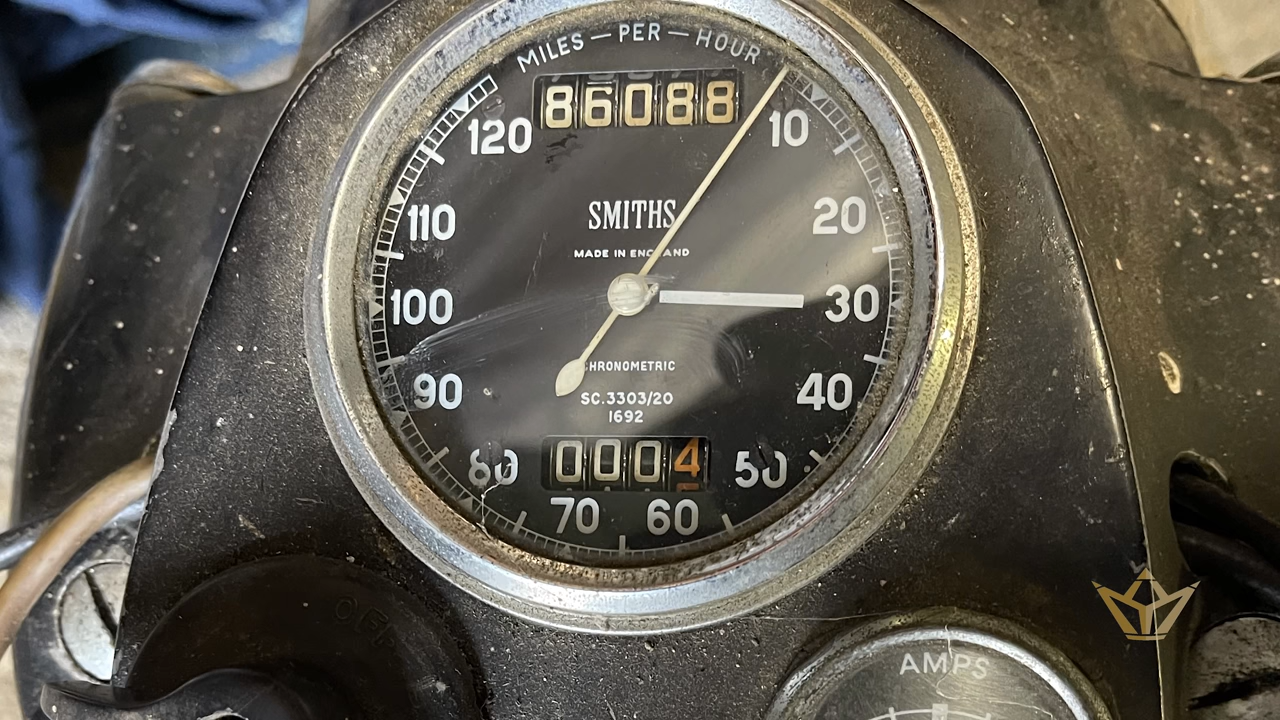 MILES — PER — HOUR
86088
120
10
110
SMITHS
20
MADE IN ENGLAND
100
30
CHRONOMETRIC
90
SC.3303/20
40
1692
80
0004
50
70
60
OFF
AMPS